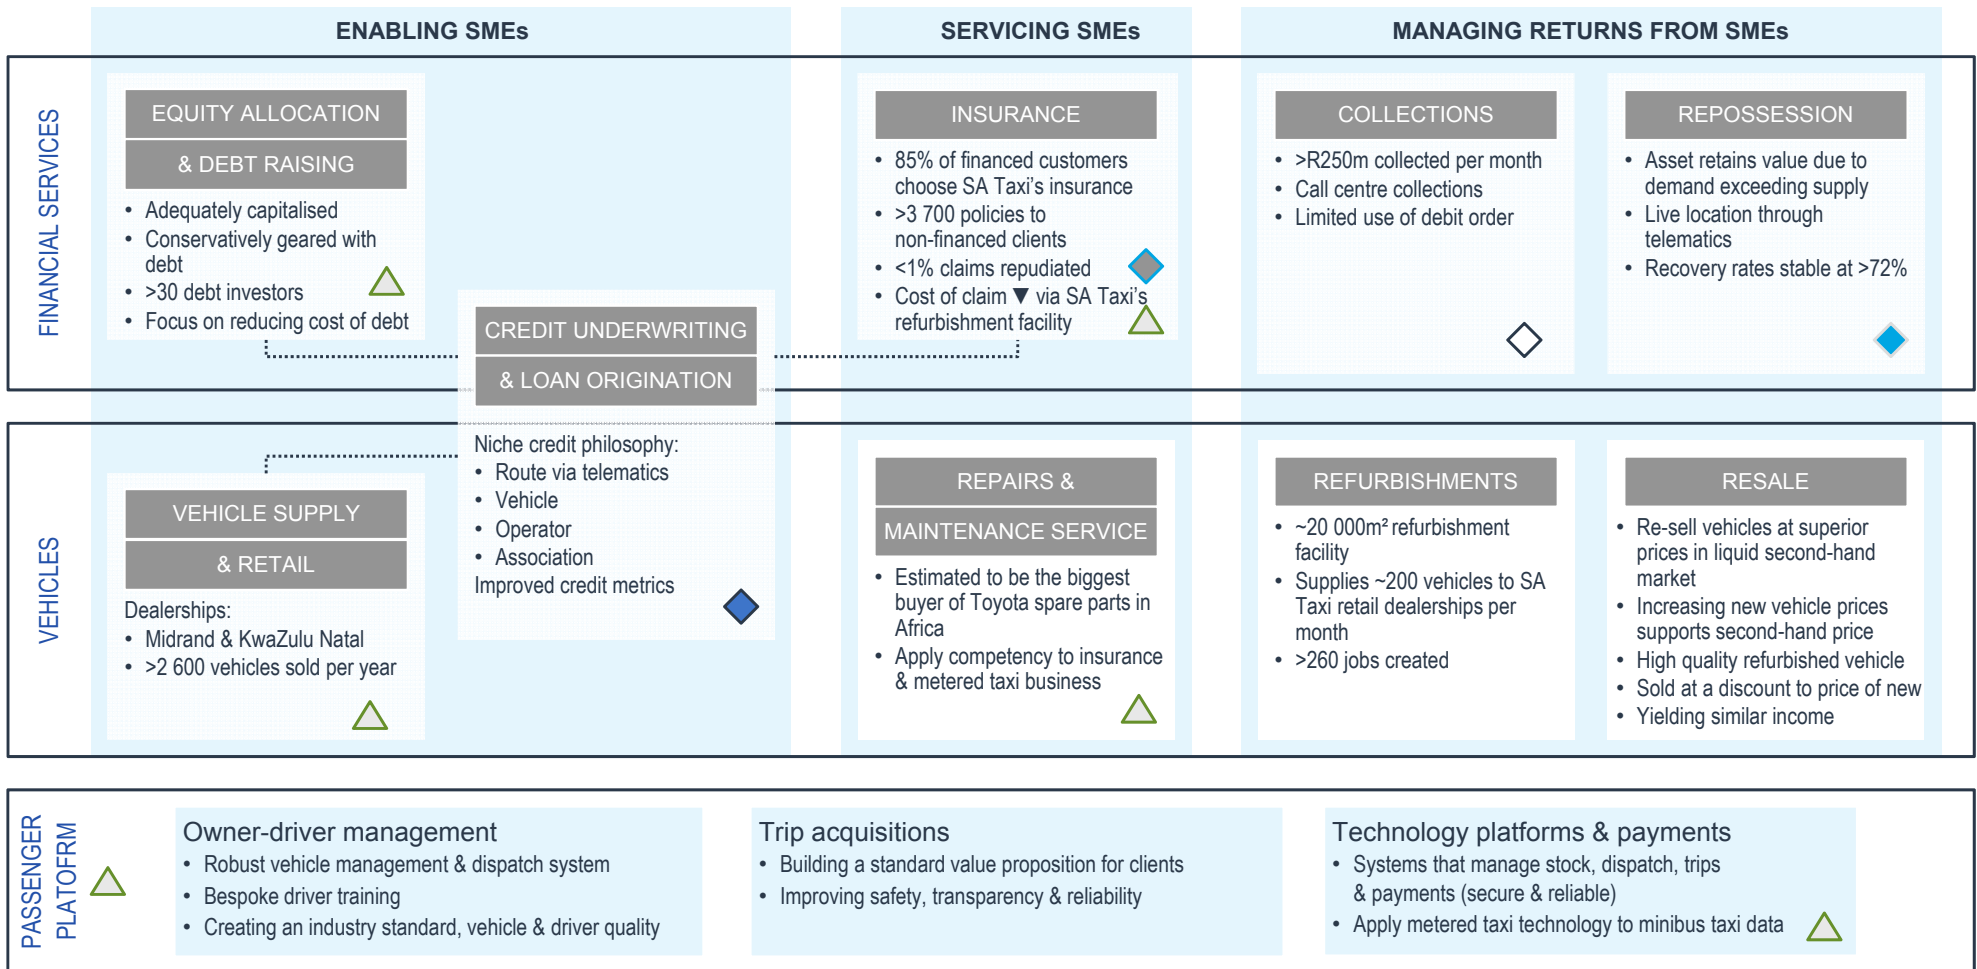 ENABLING SMEs
SERVICING SMEs
MANAGING RETURNS FROM SMEs
FINANCIAL SERVICES
EQUITY ALLOCATION
& DEBT RAISING
• Adequately capitalised
• Conservatively geared with
debt
• >30 debt investors
• Focus on reducing cost of debt
CREDIT UNDERWRITING
& LOAN ORIGINATION
Niche credit philosophy:
• Route via telematics
• Vehicle
• Operator
• Association
Improved credit metrics
INSURANCE
• 85% of financed customers
choose SA Taxi's insurance
• >3 700 policies to
non-financed clients
• <1% claims repudiated
• Cost of claim ▼ via SA Taxi's
refurbishment facility
COLLECTIONS
• >R250m collected per month
• Call centre collections
• Limited use of debit order
REPOSSESSION
• Asset retains value due to
demand exceeding supply
• Live location through
telematics
• Recovery rates stable at >72%
VEHICLES
VEHICLE SUPPLY
& RETAIL
Dealerships:
• Midrand & KwaZulu Natal
• >2 600 vehicles sold per year
REPAIRS &
MAINTENANCE SERVICE
• Estimated to be the biggest
buyer of Toyota spare parts in
Africa
• Apply competency to insurance
& metered taxi business
REFURBISHMENTS
• ~20 000m² refurbishment
facility
• Supplies ~200 vehicles to SA
Taxi retail dealerships per
month
• >260 jobs created
RESALE
• Re-sell vehicles at superior
prices in liquid second-hand
market
• Increasing new vehicle prices
supports second-hand price
• High quality refurbished vehicle
• Sold at a discount to price of new
• Yielding similar income
PASSENGER
PLATOFRM
Owner-driver management
• Robust vehicle management & dispatch system
• Bespoke driver training
• Creating an industry standard, vehicle & driver quality
Trip acquisitions
• Building a standard value proposition for clients
• Improving safety, transparency & reliability
Technology platforms & payments
• Systems that manage stock, dispatch, trips
& payments (secure & reliable)
• Apply metered taxi technology to minibus taxi data